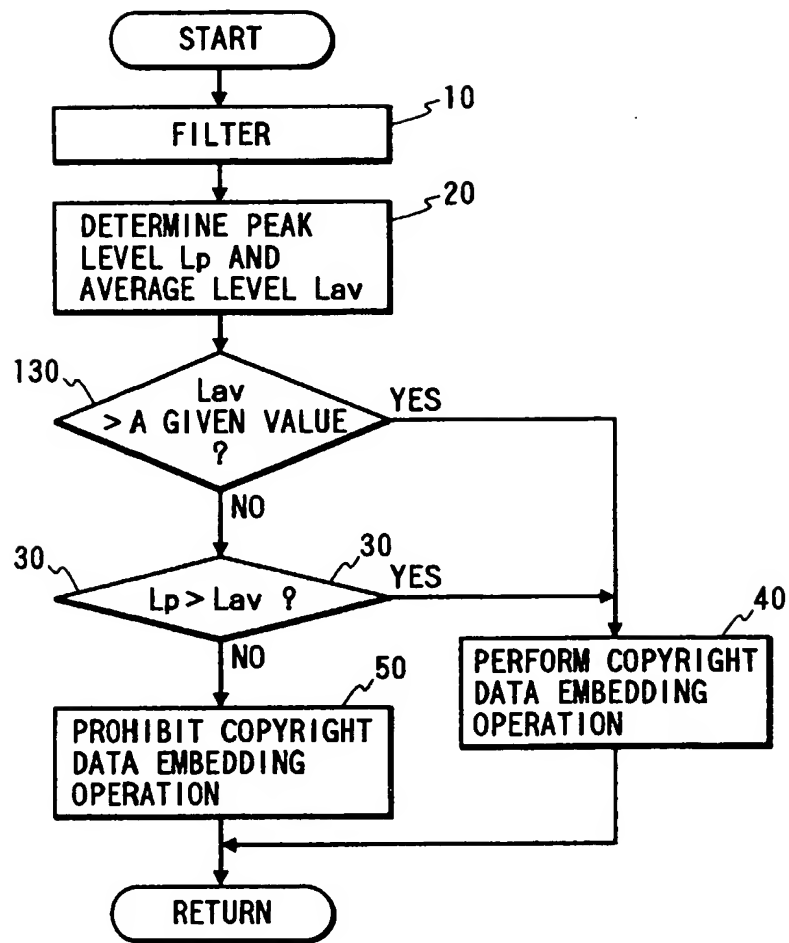 START
10
FILTER
20
DETERMINE PEAK
LEVEL Lp AND
AVERAGE LEVEL Lav
130
Lav
> A GIVEN VALUE
?
YES
NO
30
30
Lp > Lav ?
YES
NO
40
PERFORM COPYRIGHT
DATA EMBEDDING
OPERATION
50
PROHIBIT COPYRIGHT
DATA EMBEDDING
OPERATION
RETURN